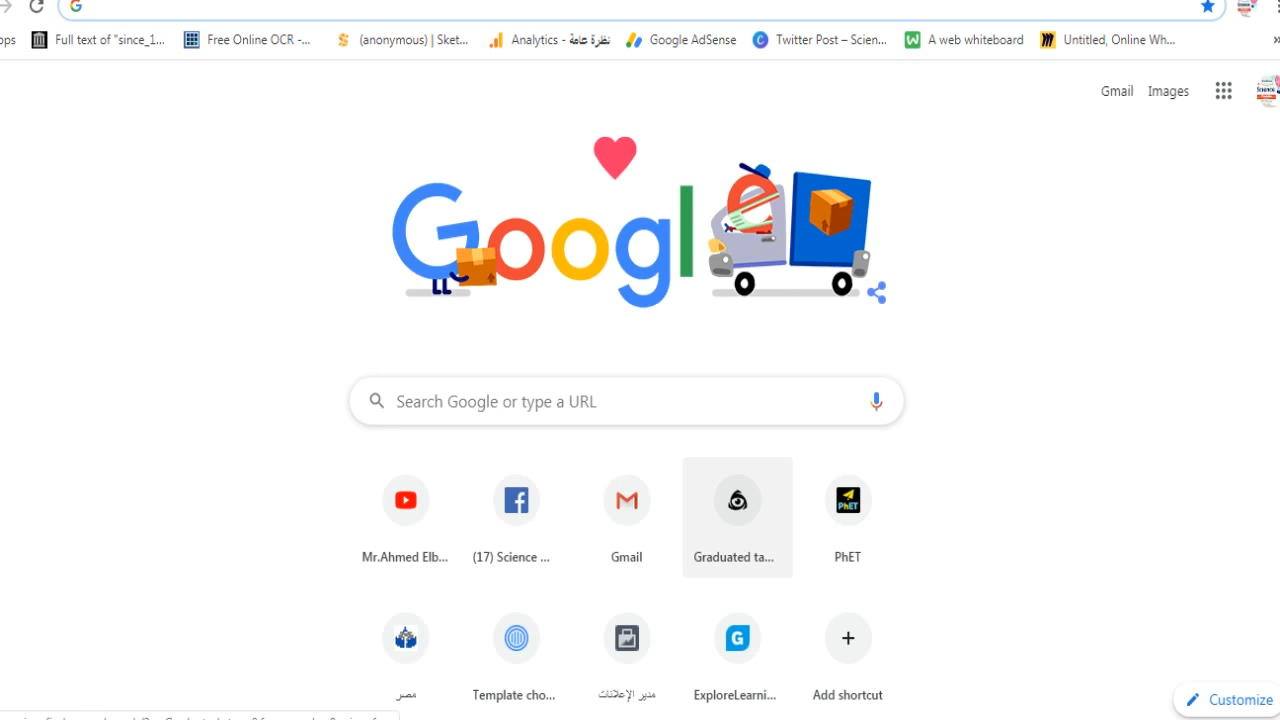 Full text of "since_1...
Free Online OCR -...
(anonymous) | Sket...
Analytics - نظرة عامة
Google AdSense
Twitter Post – Scien...
A web whiteboard
Untitled, Online Wh...
Gmail
Images
Google
Search Google or type a URL
Mr.Ahmed Elb...
(17) Science ...
Gmail
Graduated ta...
PhET
مصر
Template cho...
مدير الإعلانات
ExploreLearni...
Add shortcut
Customize